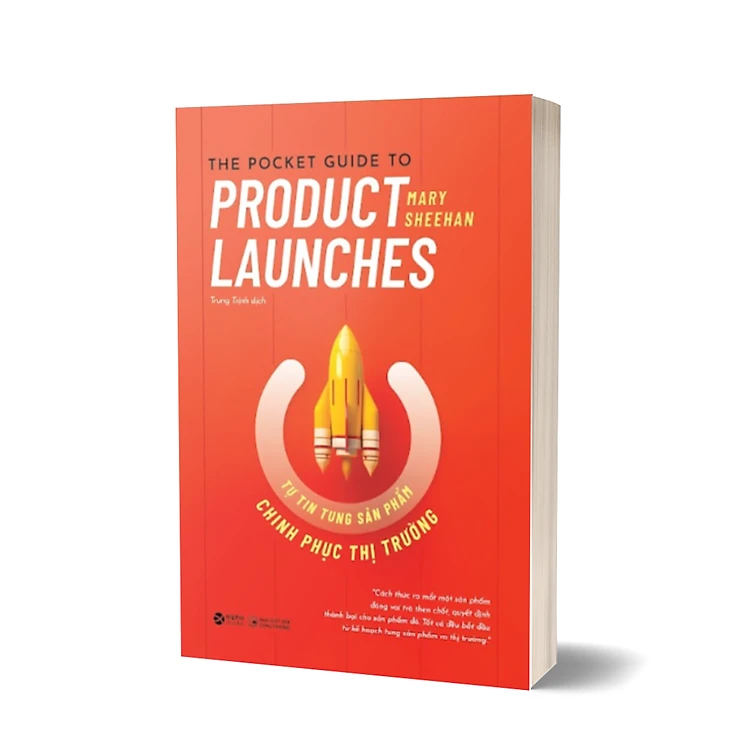 THE POCKET GUIDE TO
PRODUCT
MARY
SHEEHAN
LAUNCHES
Trung Trịnh dịch
TỰ TIN TUNG SẢN PHẨM
CHINH PHỤC THỊ TRƯỜNG
"Cách thức ra mắt một sản phẩm
đóng vai trò then chốt, quyết định
thành bại cho sản phẩm đó. Tất cả đều bắt đầu
từ kế hoạch tung sản phẩm ra thị trường."